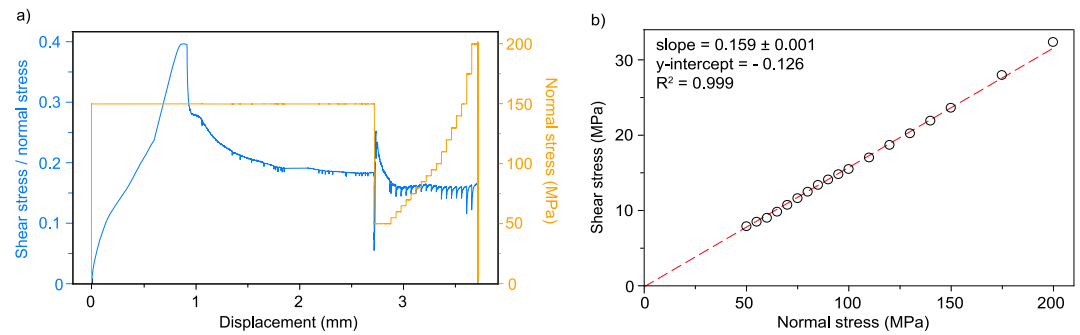 a)
0.4
0.3
0.2
0.1
0
Shear stress / normal stress
0
1
2
3
Displacement (mm)
200
150
100
50
0
Normal stress (MPa)
b)
slope = 0.159 ± 0.001
y-intercept = - 0.126
R² = 0.999
30
20
10
0
Shear stress (MPa)
0
50
100
150
200
Normal stress (MPa)